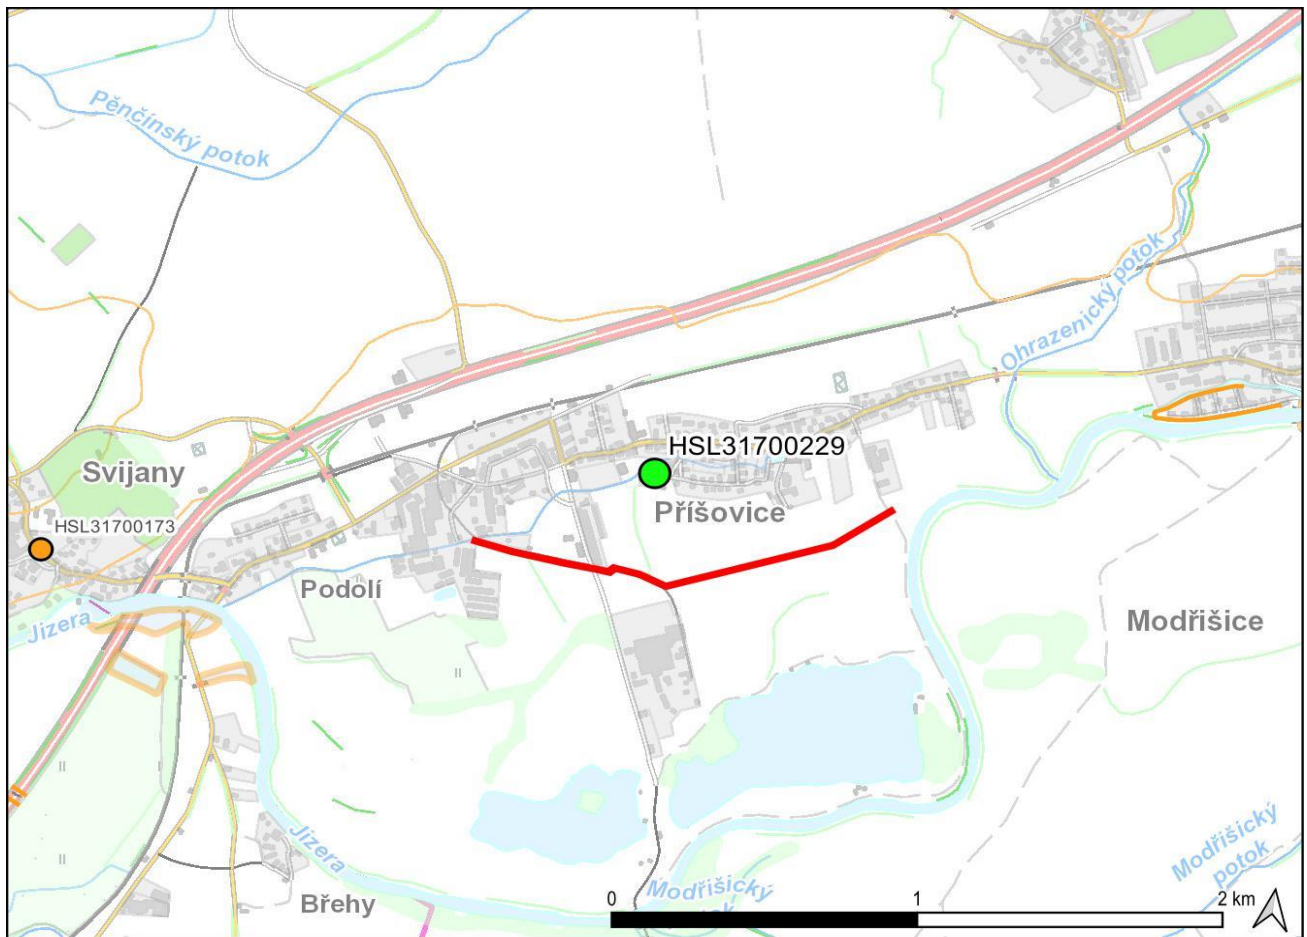 Pěnčínský potok
Ohrazenický potok
HSL31700229
Svijany
Příšovice
HSL31700173
Podolí
Jizera
Modřišice
Jizera
Modřišický
potok
Břehy
Modřišický
0
1
2 km